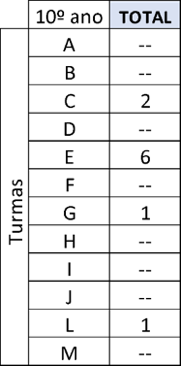 10º ano TOTAL
Turmas
A --
B --
C 2
D --
E 6
F --
G 1
H --
I --
J --
L 1
M --